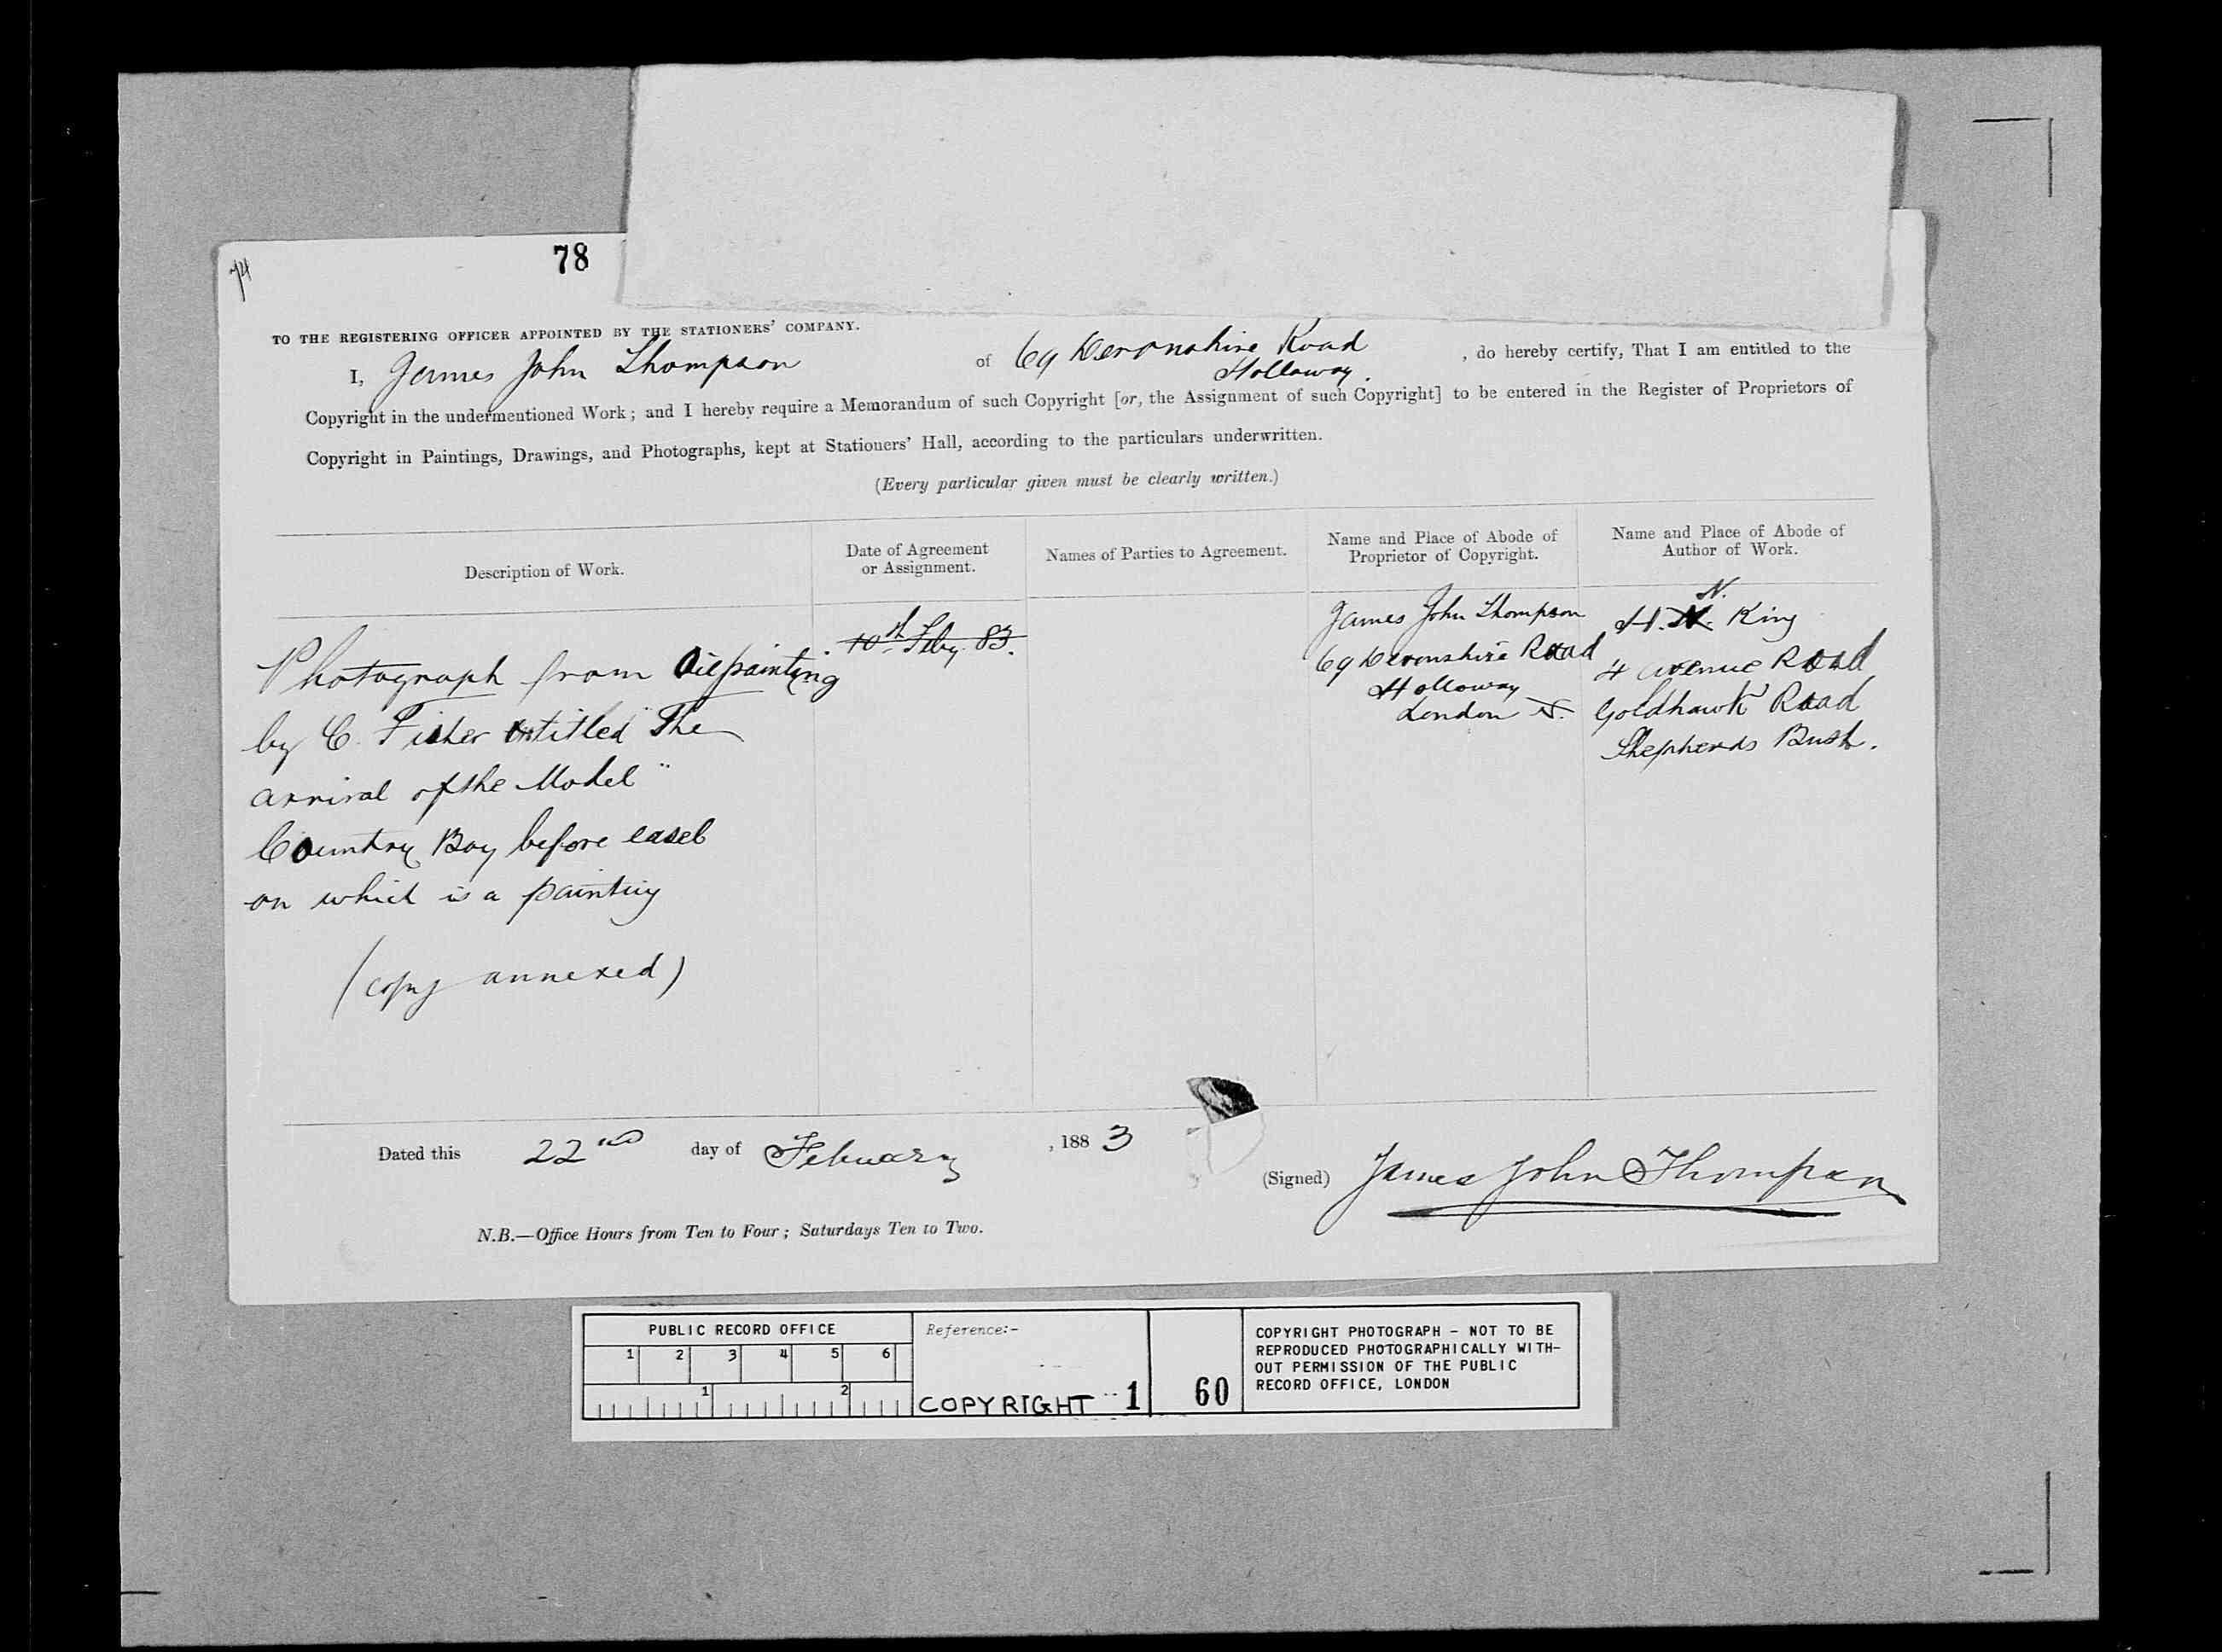 74
78
TO THE REGISTERING OFFICER APPOINTED BY THE STATIONERS' COMPANY.
I, James John Thompson of 69 Devonshire Road Holloway. , do hereby certify, That I am entitled to the
Copyright in the undermentioned Work; and I hereby require a Memorandum of such Copyright [or, the Assignment of such Copyright] to be entered in the Register of Proprietors of
Copyright in Paintings, Drawings, and Photographs, kept at Stationers' Hall, according to the particulars underwritten.
(Every particular given must be clearly written.)
Description of Work.
Date of Agreement
or Assignment.
Names of Parties to Agreement.
Name and Place of Abode of
Proprietor of Copyright.
Name and Place of Abode of
Author of Work.
Photograph from Oilpainting
by C. Fisher entitled "The
arrival of the Model"
Country Boy before easel
on which is a painting
(copy annexed)
10th Feby. 83.
James John Thompson
69 Devonshire Road
Holloway
London N.
N.
H. N. King
4 avenue Road
Goldhawk Road
Shepherds Bush.
Dated this 22nd day of Febuary , 188 3
(Signed) James John Thompson
N.B.—Office Hours from Ten to Four; Saturdays Ten to Two.
PUBLIC RECORD OFFICE
1 2 3 4 5 6
1 2
Reference:-
COPYRIGHT 1
60
COPYRIGHT PHOTOGRAPH - NOT TO BE
REPRODUCED PHOTOGRAPHICALLY WITH-
OUT PERMISSION OF THE PUBLIC
RECORD OFFICE, LONDON